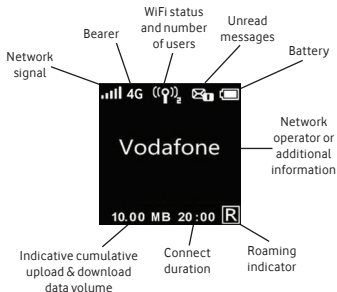 WiFi status
and number
of users
Unread
messages
Bearer
Battery
Network
signal
4G
2
Vodafone
Network
operator or
additional
information
10.00 MB 20:00 R
Indicative cumulative
upload & download
data volume
Connect
duration
Roaming
indicator